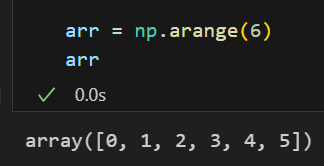 arr = np.arange(6)
arr
0.0s
array([0, 1, 2, 3, 4, 5])